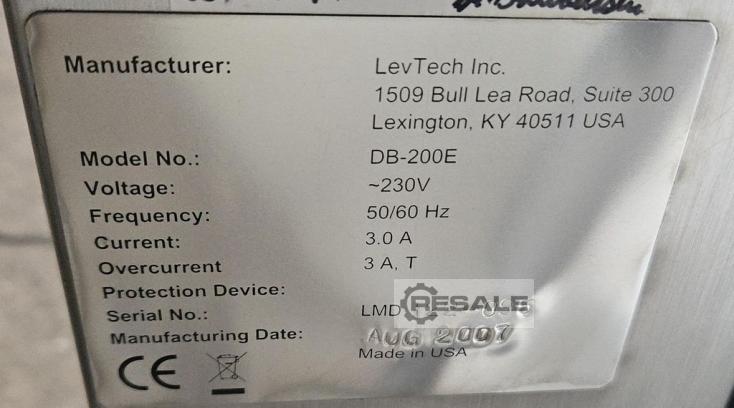 Manufacturer: LevTech Inc.
1509 Bull Lea Road, Suite 300
Lexington, KY 40511 USA
Model No.: DB-200E
Voltage: ~230V
Frequency: 50/60 Hz
Current: 3.0 A
Overcurrent 3 A, T
Protection Device:
Serial No.: LMD
RESALE
Manufacturing Date: AUG 2007
Made in USA
CE